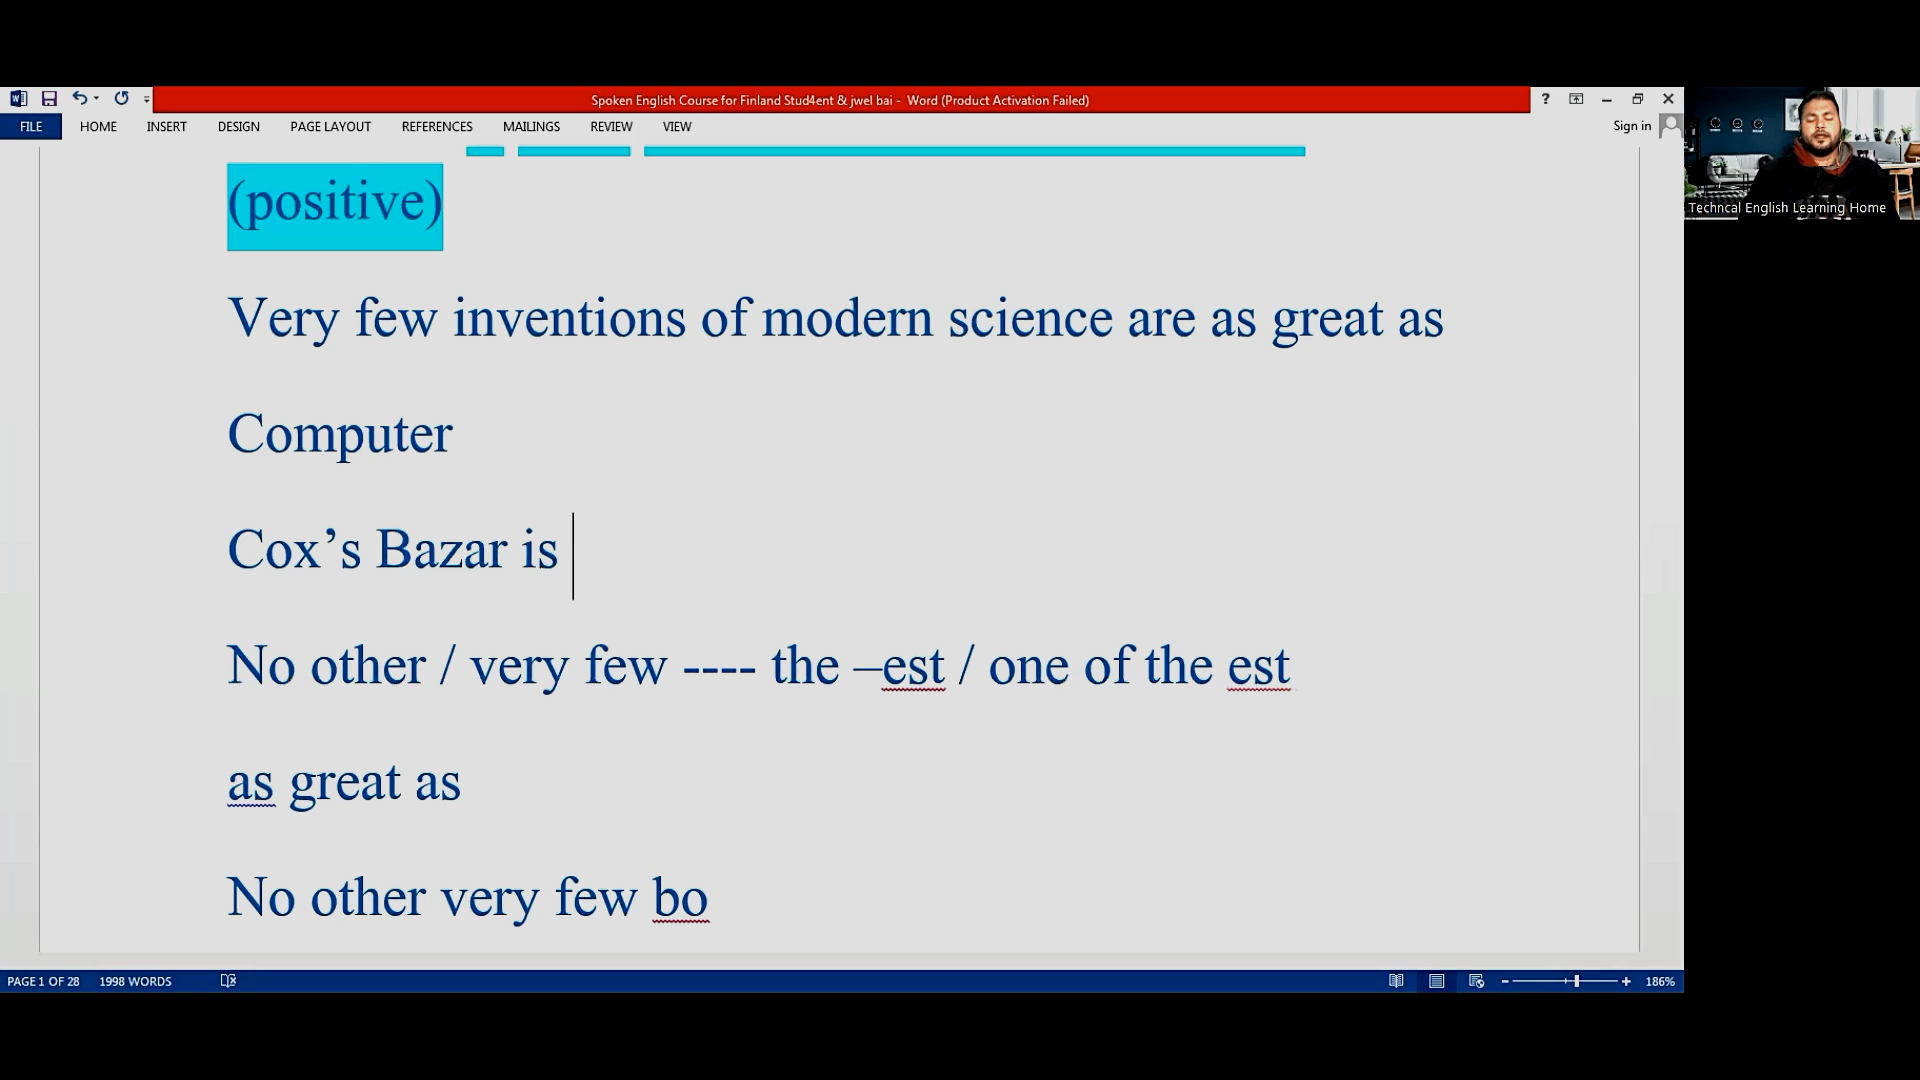 Spoken English Course for Finland Stud4ent & jwel bai - Word (Product Activation Failed)
FILE HOME INSERT DESIGN PAGE LAYOUT REFERENCES MAILINGS REVIEW VIEW
Sign in
(positive)
Very few inventions of modern science are as great as
Computer
Cox’s Bazar is
No other / very few ---- the –est / one of the est
as great as
No other very few bo
PAGE 1 OF 28 1998 WORDS
186%
Techncal English Learning Home